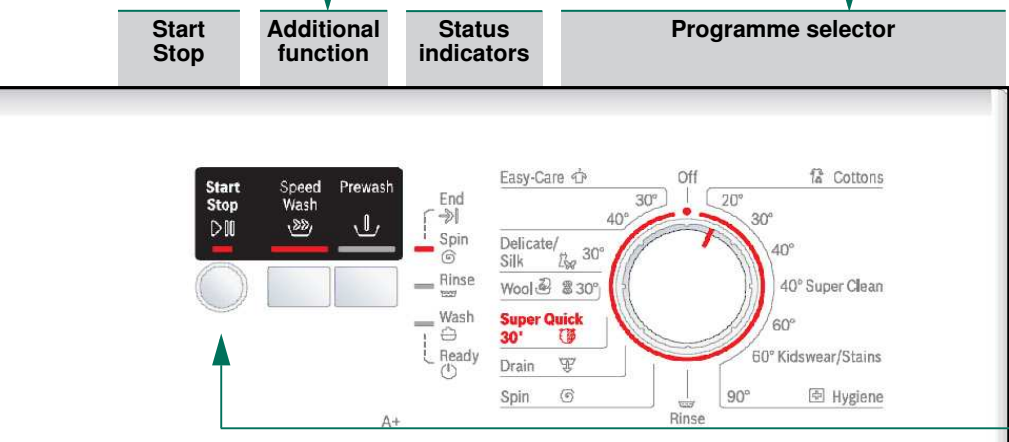 Start
Stop
Additional
function
Status
indicators
Programme selector
Start
Stop
Speed
Wash
Prewash
End
Spin
Rinse
Wash
Ready
Easy-Care
30°
40°
Delicate/
Silk 30°
Wool 30°
Super Quick
30'
Drain
Spin
Off
Cottons
20°
30°
40°
40° Super Clean
60°
60° Kidswear/Stains
90° Hygiene
Rinse
A+